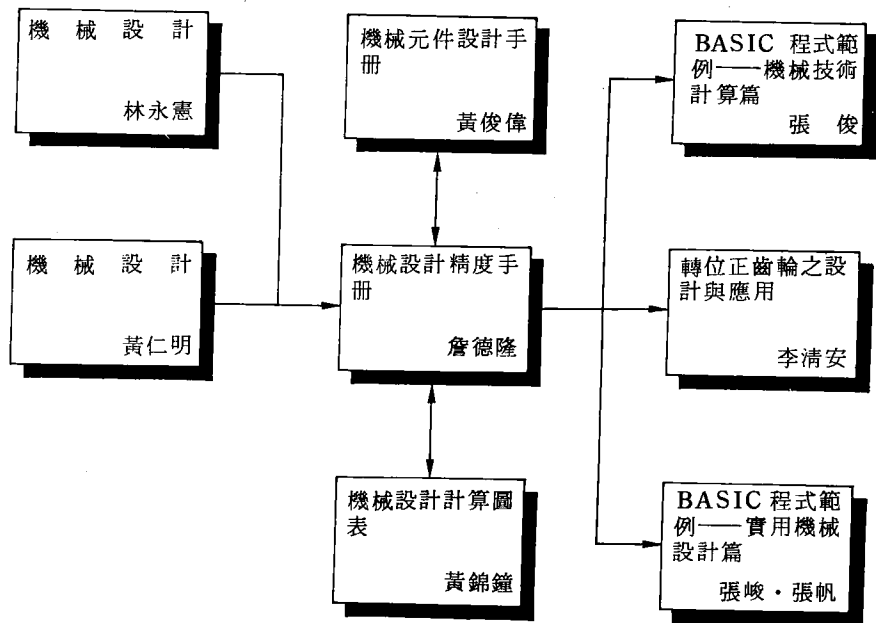 機械設計
林永憲
機械元件設計手
册
黃俊偉
BASIC 程式範
例——機械技術
計算篇
張俊
機械設計
黃仁明
機械設計精度手
册
詹德隆
轉位正齒輪之設
計與應用
李清安
機械設計計算圖
表
黃錦鐘
BASIC 程式範
例——實用機械
設計篇
張峻·張帆